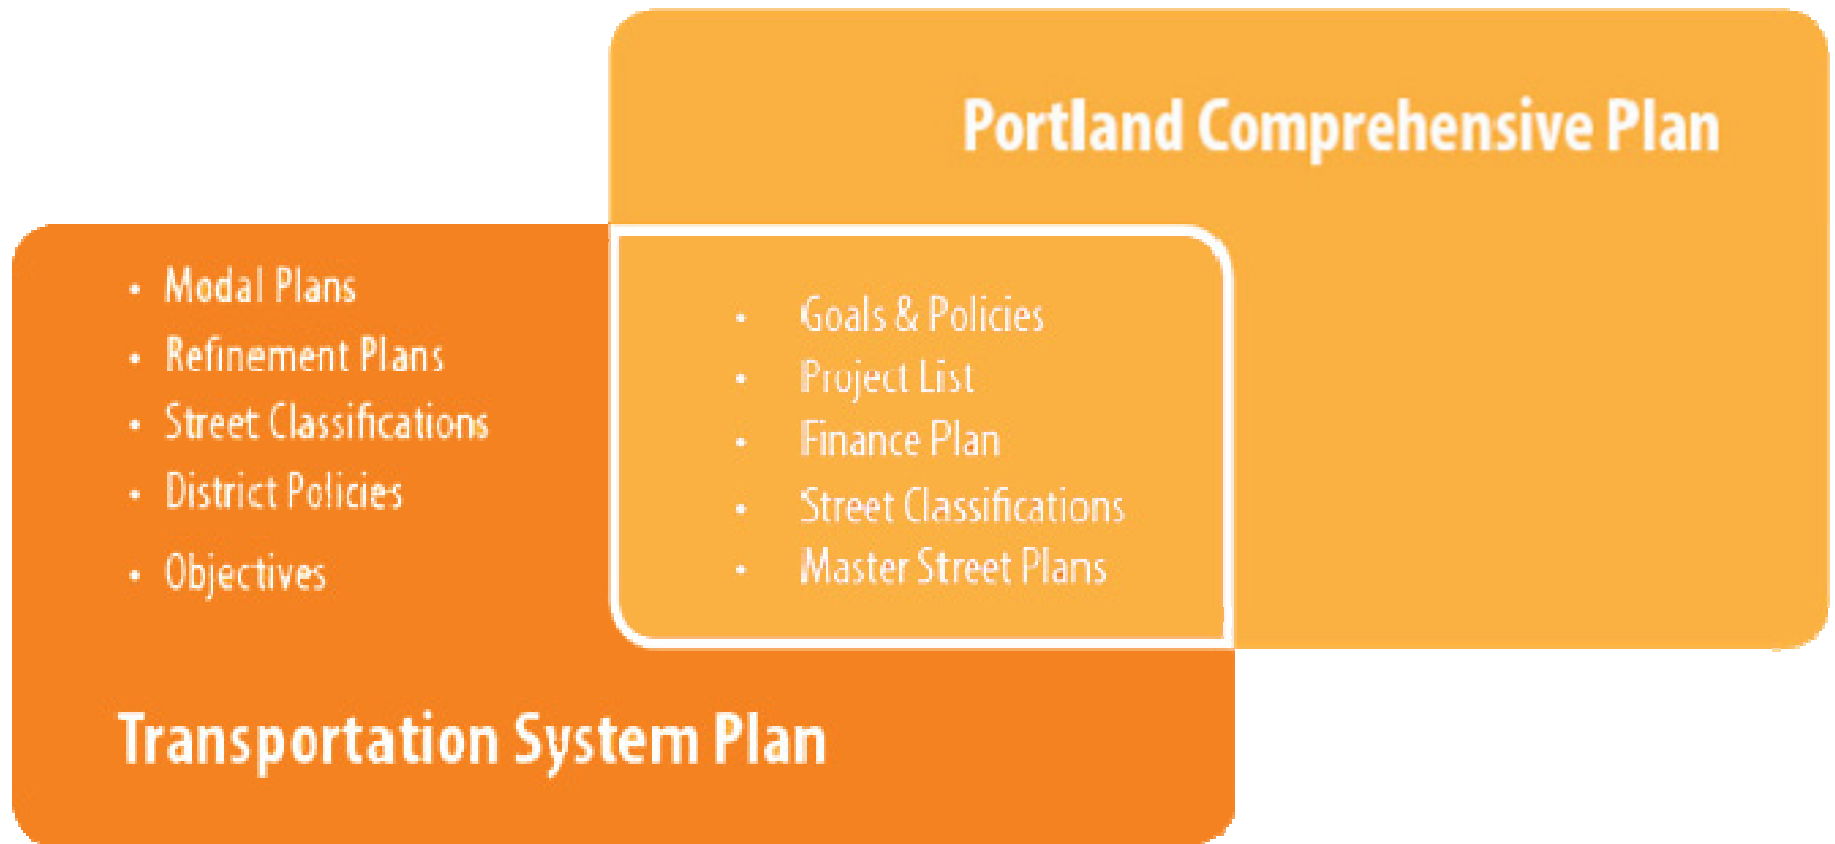 Portland Comprehensive Plan
• Modal Plans
• Refinement Plans
• Street Classifications
• District Policies
• Objectives
• Goals & Policies
• Project List
• Finance Plan
• Street Classifications
• Master Street Plans
Transportation System Plan